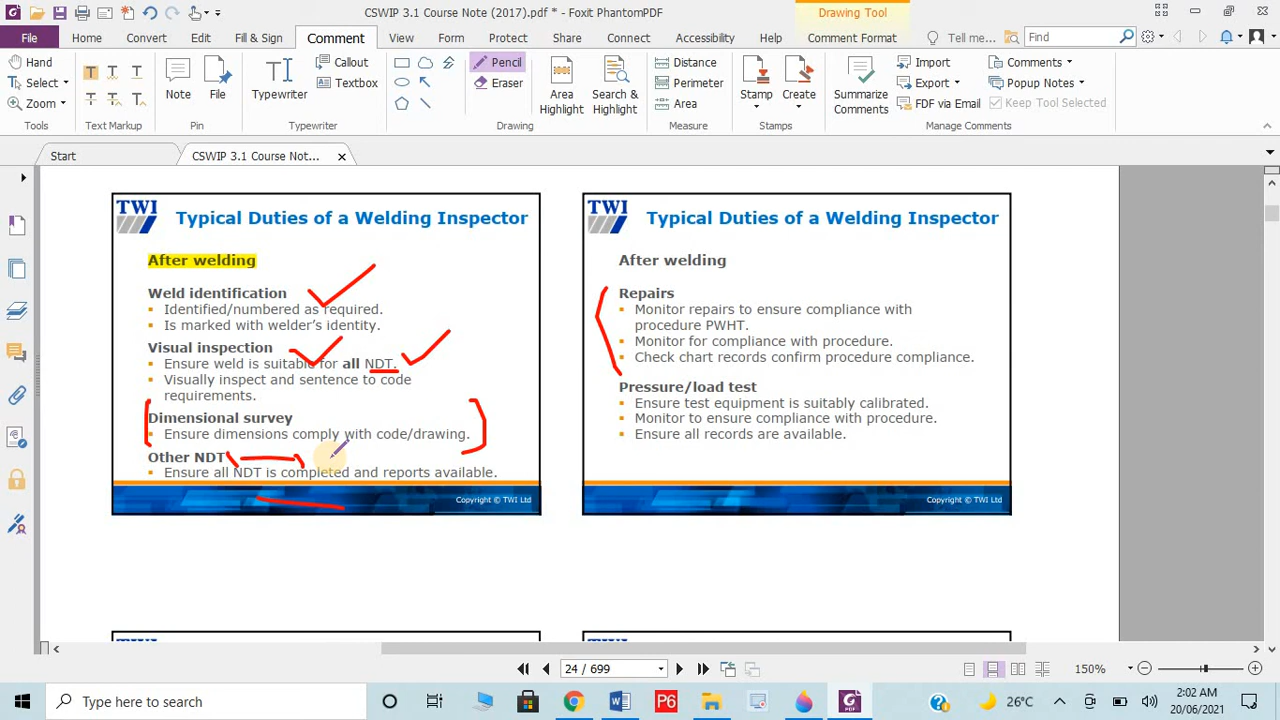 CSWIP 3.1 Course Note (2017).pdf * - Foxit PhantomPDF
Drawing Tool
File Home Convert Edit Fill & Sign Comment View Form Protect Share Connect Accessibility Help Comment Format Tell me... Find
Hand
Select
Zoom
Tools
T T T
T T T
Text Markup
Note
File
Pin
Typewriter
Callout
Textbox
Typewriter
Pencil
Eraser
Area Highlight
Search & Highlight
Drawing
Distance
Perimeter
Area
Measure
Stamp
Create
Stamps
Summarize Comments
Import
Export
FDF via Email
Comments
Popup Notes
Keep Tool Selected
Manage Comments
Start
CSWIP 3.1 Course Not...
TWI
Typical Duties of a Welding Inspector
After welding
Weld identification
Identified/numbered as required.
Is marked with welder's identity.
Visual inspection
Ensure weld is suitable for all NDT.
Visually inspect and sentence to code
requirements.
Dimensional survey
Ensure dimensions comply with code/drawing.
Other NDT
Ensure all NDT is completed and reports available.
Copyright © TWI Ltd
TWI
Typical Duties of a Welding Inspector
After welding
Repairs
Monitor repairs to ensure compliance with
procedure PWHT.
Monitor for compliance with procedure.
Check chart records confirm procedure compliance.
Pressure/load test
Ensure test equipment is suitably calibrated.
Monitor to ensure compliance with procedure.
Ensure all records are available.
Copyright © TWI Ltd
24 / 699
150%
Type here to search
P6
PDF
26°C
2:02 AM
20/06/2021